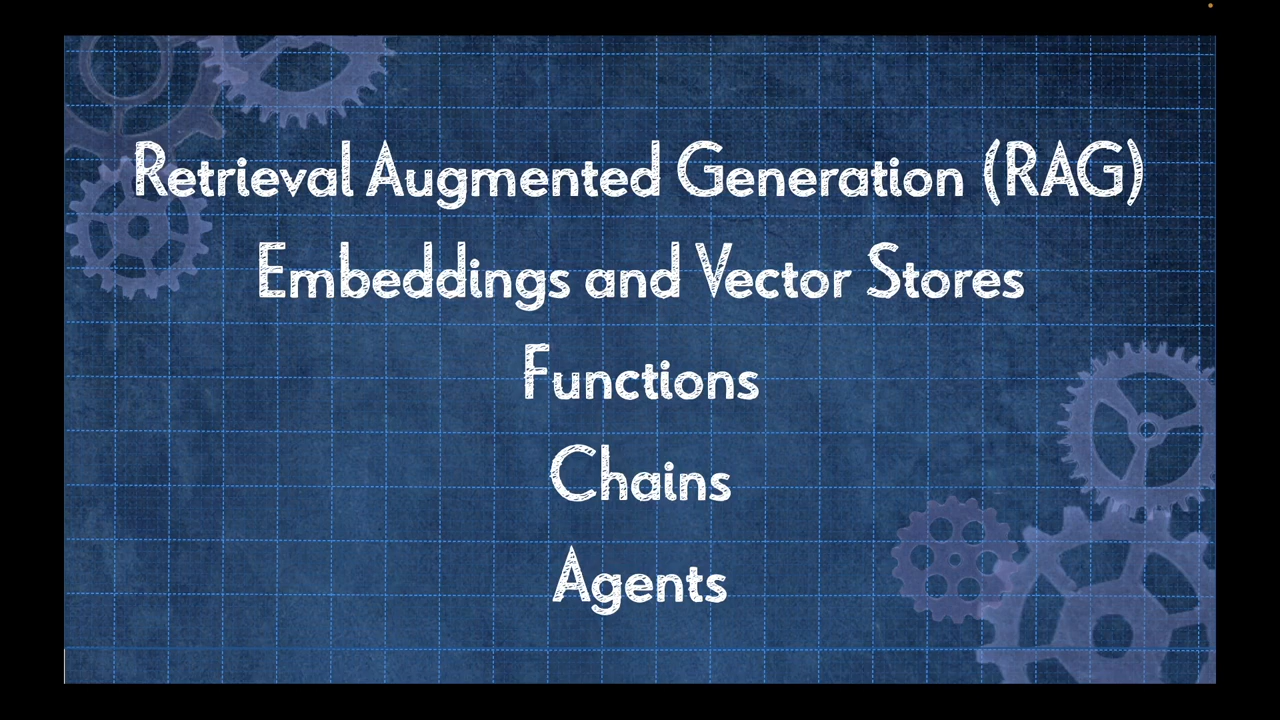 Retrieval Augmented Generation (RAG)
Embeddings and Vector Stores
Functions
Chains
Agents